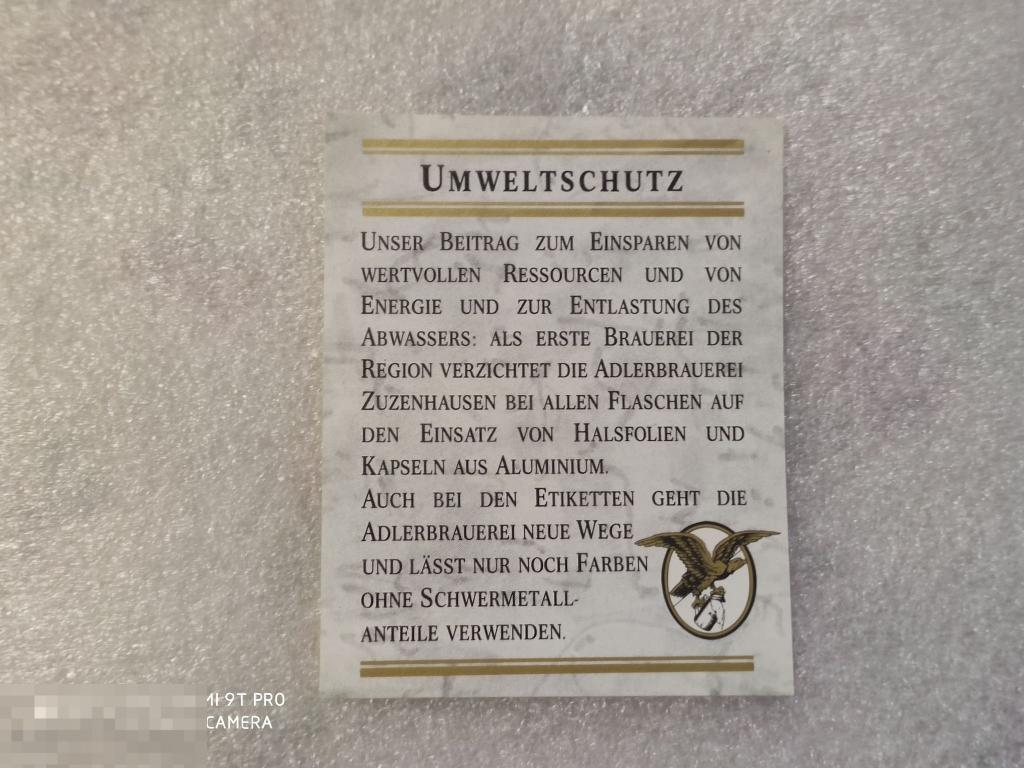 UMWELTSCHUTZ
UNSER BEITRAG ZUM EINSPAREN VON
WERTVOLLEN RESSOURCEN UND VON
ENERGIE UND ZUR ENTLASTUNG DES
ABWASSERS: ALS ERSTE BRAUEREI DER
REGION VERZICHTET DIE ADLERBRAUEREI
ZUZENHAUSEN BEI ALLEN FLASCHEN AUF
DEN EINSATZ VON HALSFOLIEN UND
KAPSELN AUS ALUMINIUM.
AUCH BEI DEN ETIKETTEN GEHT DIE
ADLERBRAUEREI NEUE WEGE
UND LÄSST NUR NOCH FARBEN
OHNE SCHWERMETALL-
ANTEILE VERWENDEN.
MI 9T PRO
CAMERA